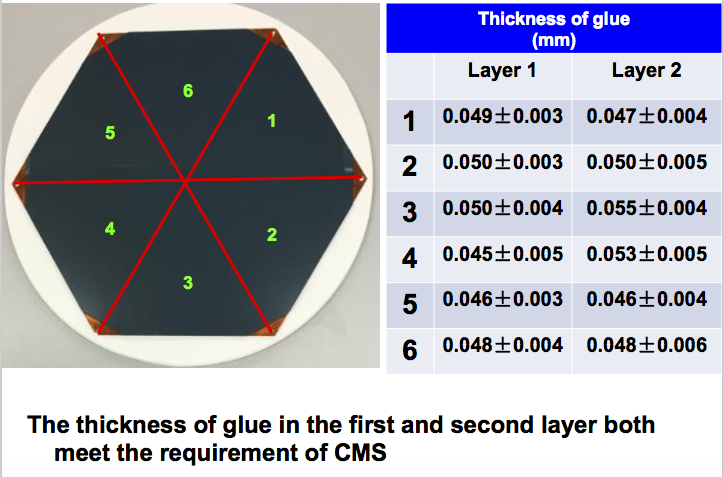 Thickness of glue
(mm)
Layer 1 Layer 2
1 0.049±0.003 0.047±0.004
2 0.050±0.003 0.050±0.005
3 0.050±0.004 0.055±0.004
4 0.045±0.005 0.053±0.005
5 0.046±0.003 0.046±0.004
6 0.048±0.004 0.048±0.006
6
1
5
4
2
3
The thickness of glue in the first and second layer both
meet the requirement of CMS